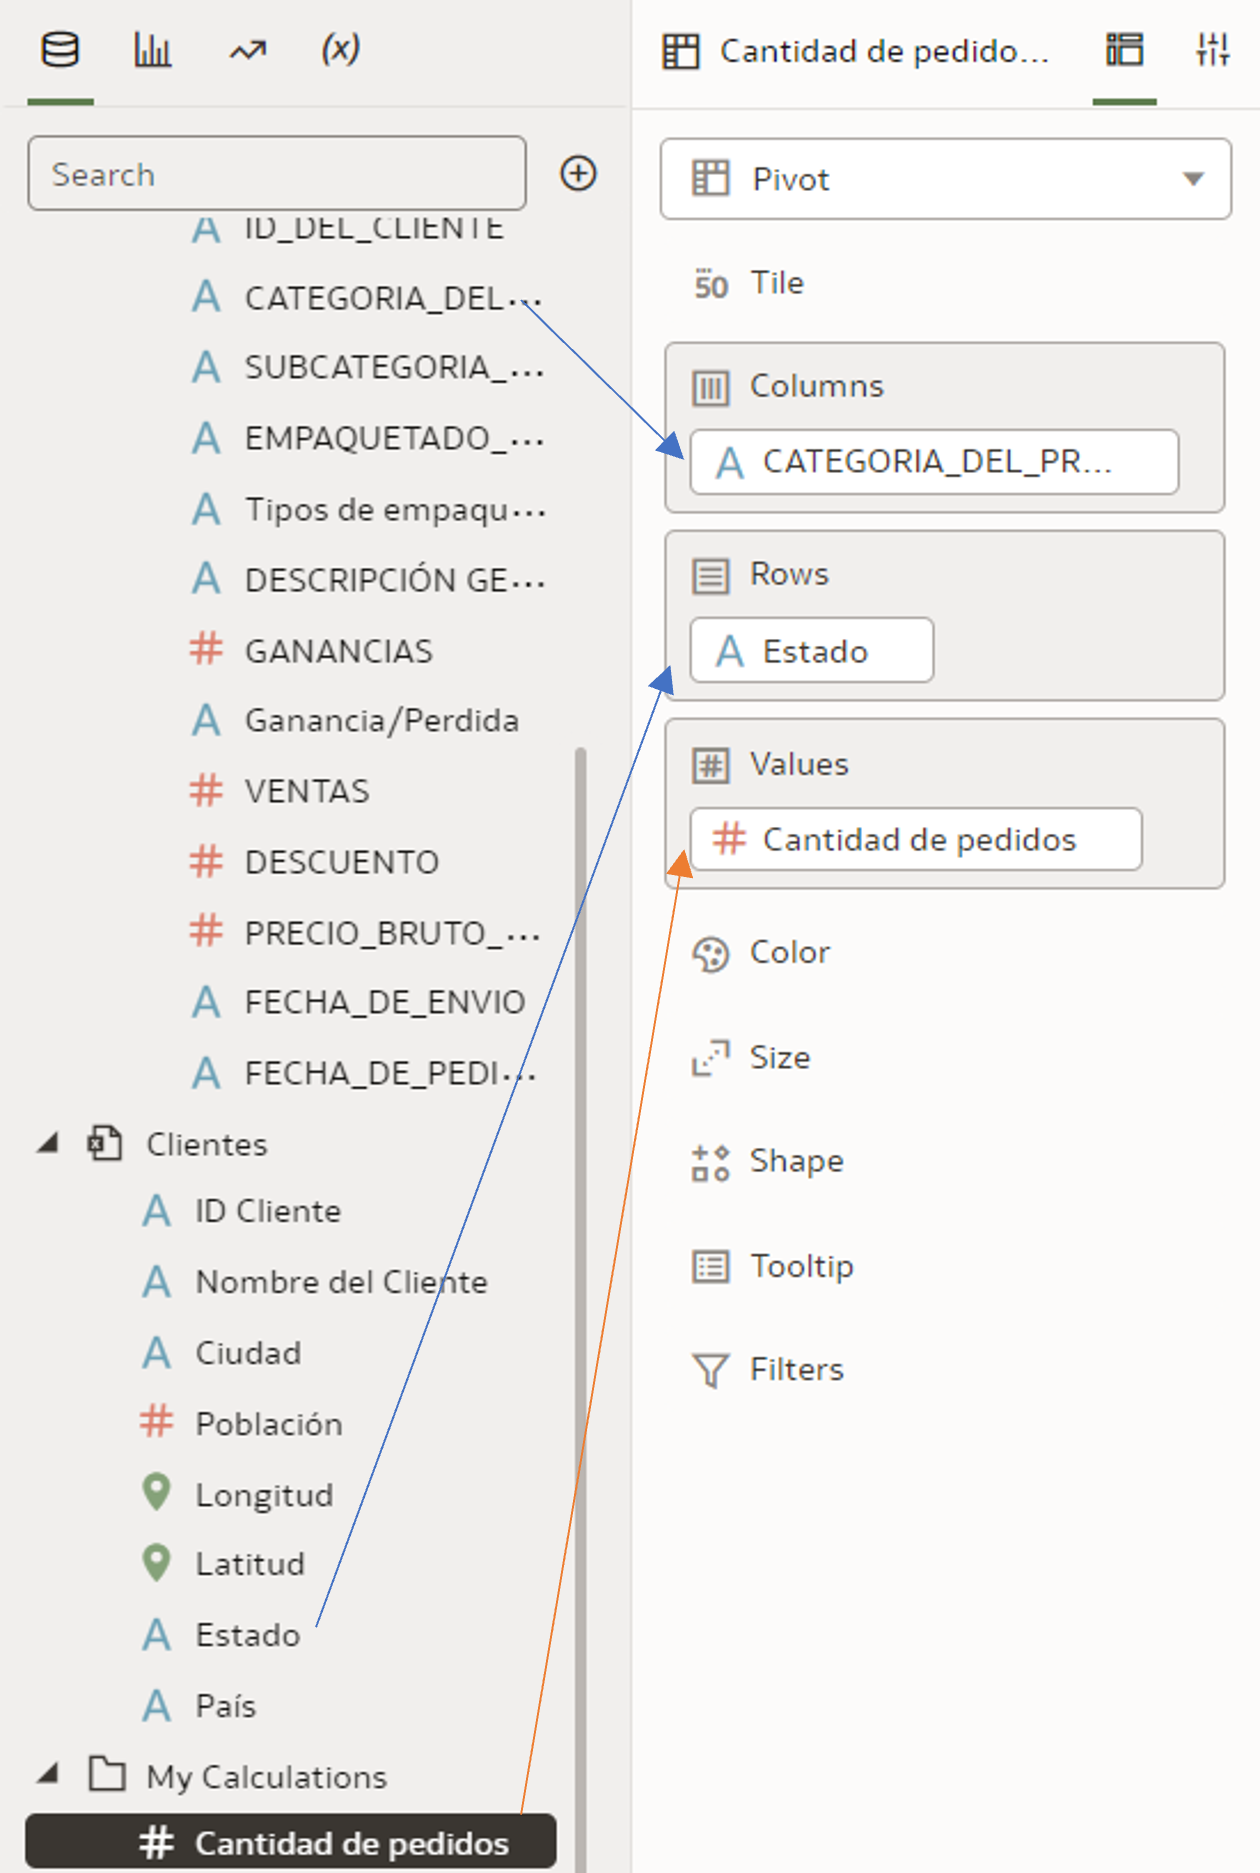 (x)
Search
ID_DEL_CLIENTE
CATEGORIA_DEL...
SUBCATEGORIA_...
EMPAQUETADO_...
Tipos de empaqu...
DESCRIPCIÓN GE...
GANANCIAS
Ganancia/Perdida
VENTAS
DESCUENTO
PRECIO_BRUTO_...
FECHA_DE_ENVIO
FECHA_DE_PEDI...
Clientes
ID Cliente
Nombre del Cliente
Ciudad
Población
Longitud
Latitud
Estado
País
My Calculations
Cantidad de pedidos
Cantidad de pedido...
Pivot
50 Tile
Columns
CATEGORIA_DEL_PR...
Rows
Estado
Values
Cantidad de pedidos
Color
Size
Shape
Tooltip
Filters